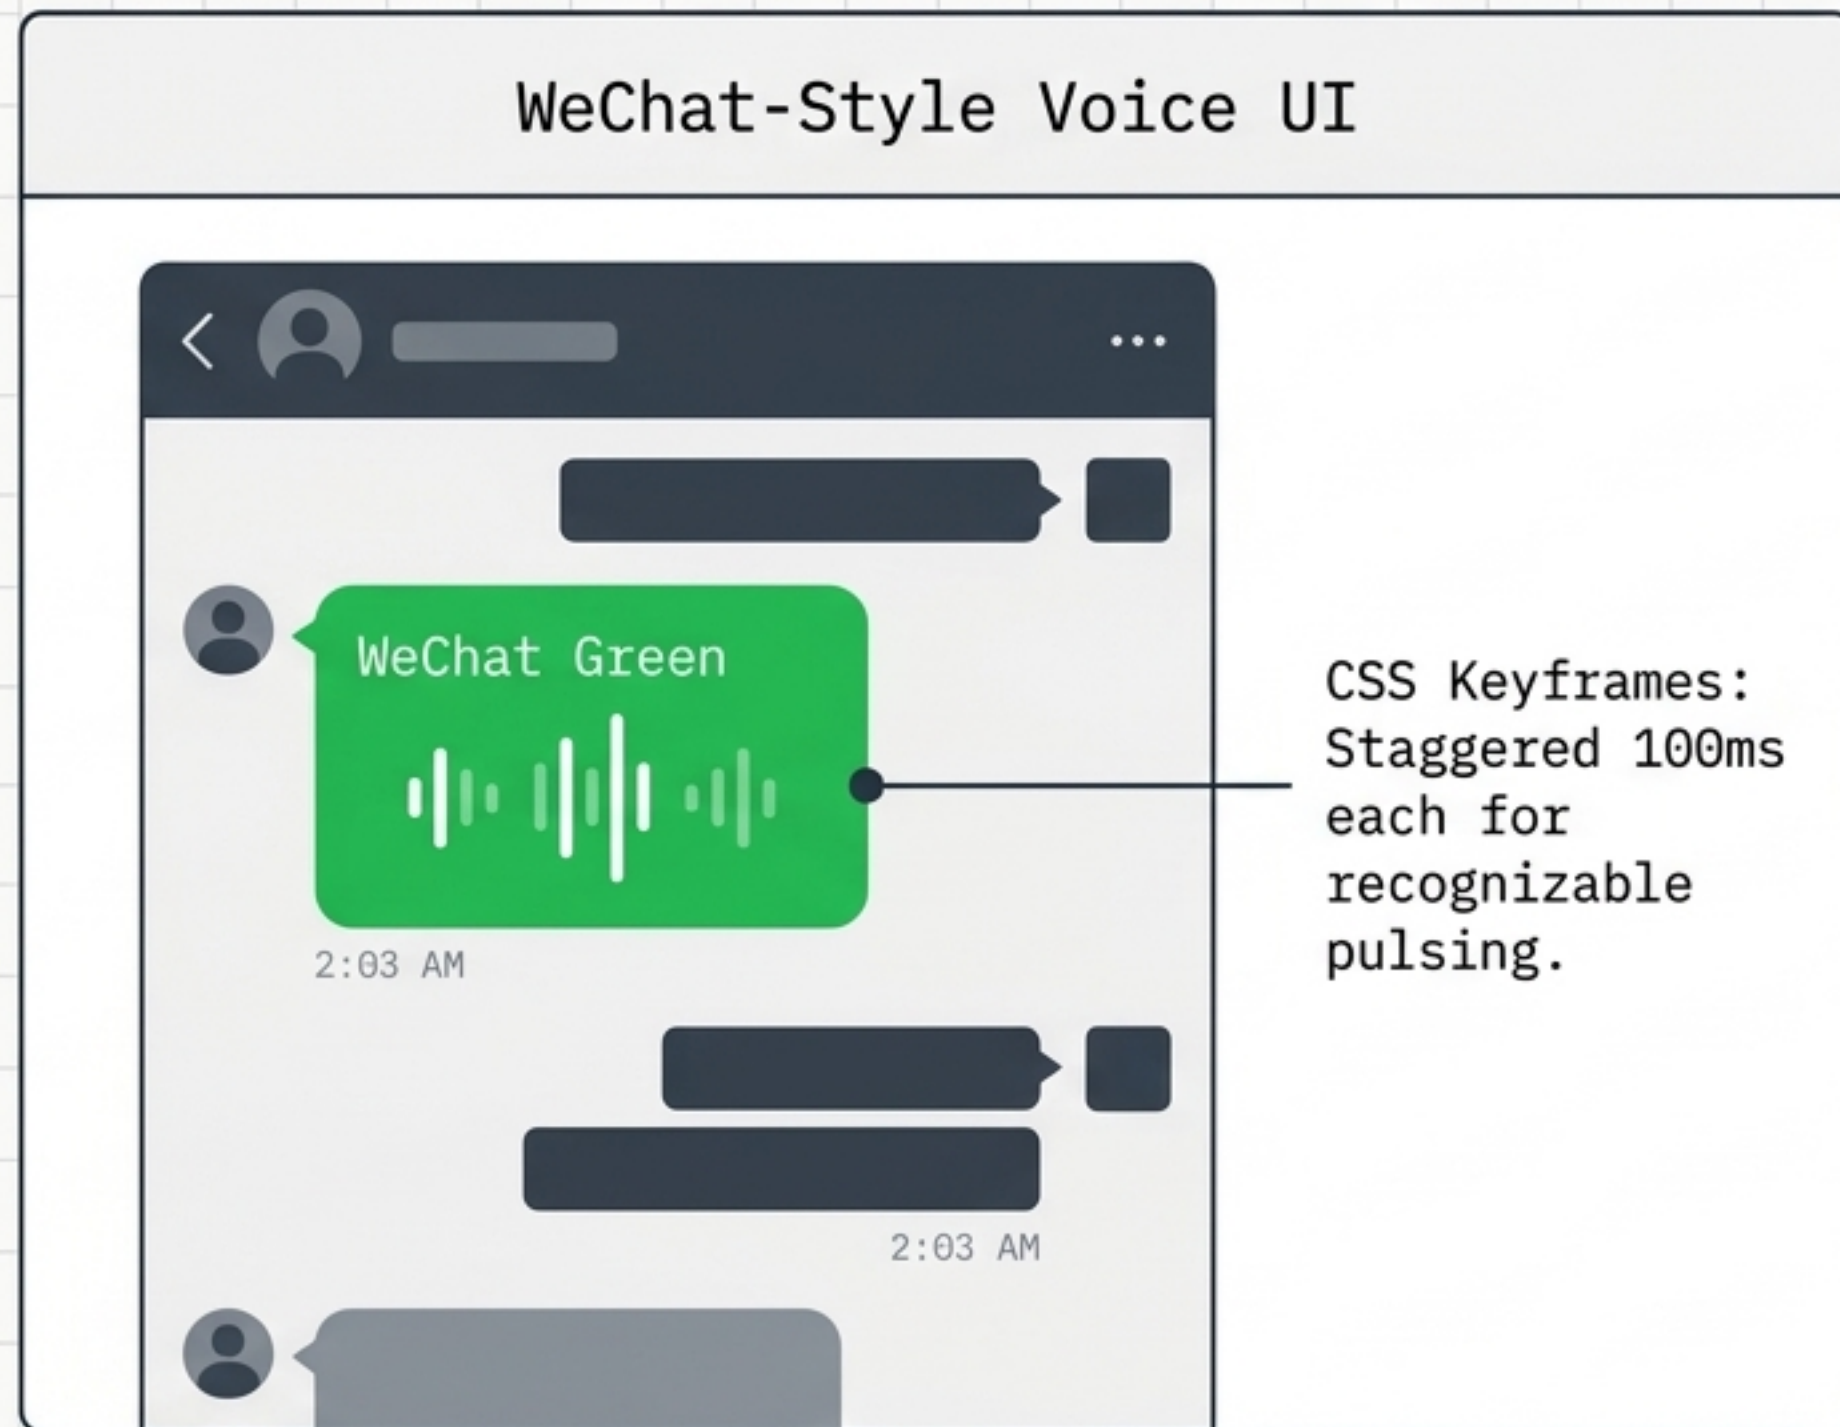 WeChat-Style Voice UI
WeChat Green
CSS Keyframes:
Staggered 100ms
each for
recognizable
pulsing.
2:03 AM
2:03 AM